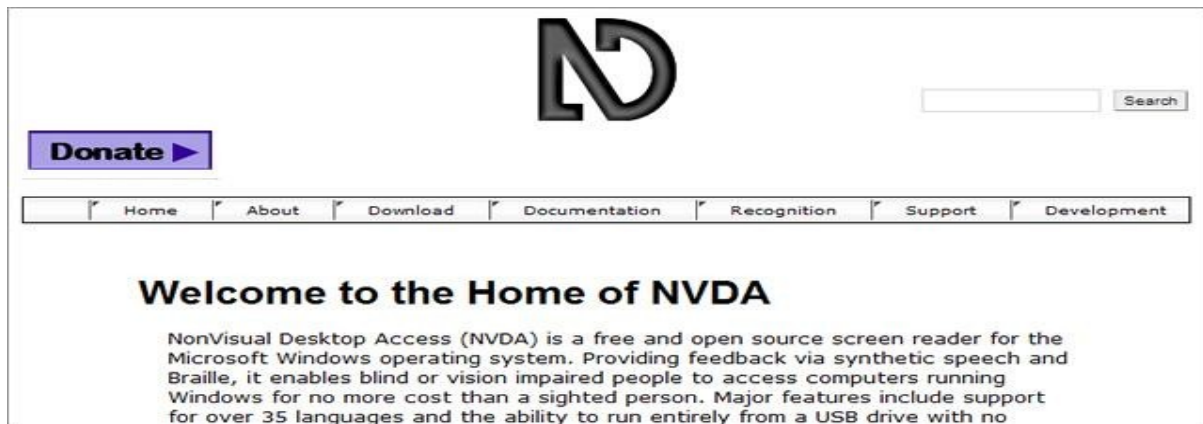 ND
Search
Donate
Home About Download Documentation Recognition Support Development
Welcome to the Home of NVDA
NonVisual Desktop Access (NVDA) is a free and open source screen reader for the
Microsoft Windows operating system. Providing feedback via synthetic speech and
Braille, it enables blind or vision impaired people to access computers running
Windows for no more cost than a sighted person. Major features include support
for over 35 languages and the ability to run entirely from a USB drive with no